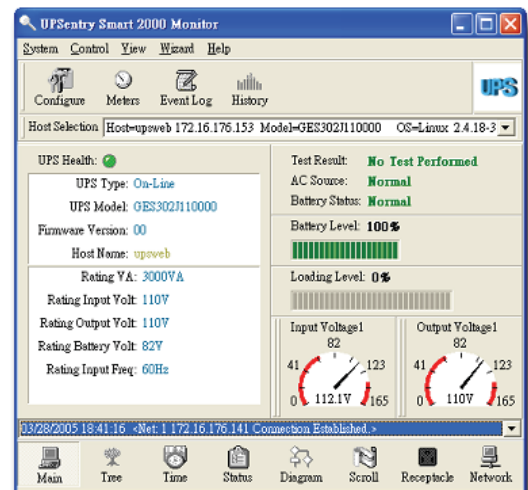 UPSentry Smart 2000 Monitor
System Control View Wizard Help
Configure Meters Event Log History
UPS
Host Selection Host=upsweb 172.16.176.153 Model=GES302J110000 OS=Linux 2.4.18-3
UPS Health:
UPS Type: On-Line
UPS Model: GES302J110000
Firmware Version: 00
Host Name: upsweb
Rating VA: 3000VA
Rating Input Volt: 110V
Rating Output Volt: 110V
Rating Battery Volt: 82V
Rating Input Freq: 60Hz
Test Result: No Test Performed
AC Source: Normal
Battery Status: Normal
Battery Level: 100%
Loading Level: 0%
Input Voltage1
82
41 123
0 112.1V 165
Output Voltage1
82
41 123
0 110V 165
03/28/2005 18:41:16 <Net: 1 172.16.176.141 Connection Established.>
Main Tree Time Status Diagram Scroll Receptacle Network